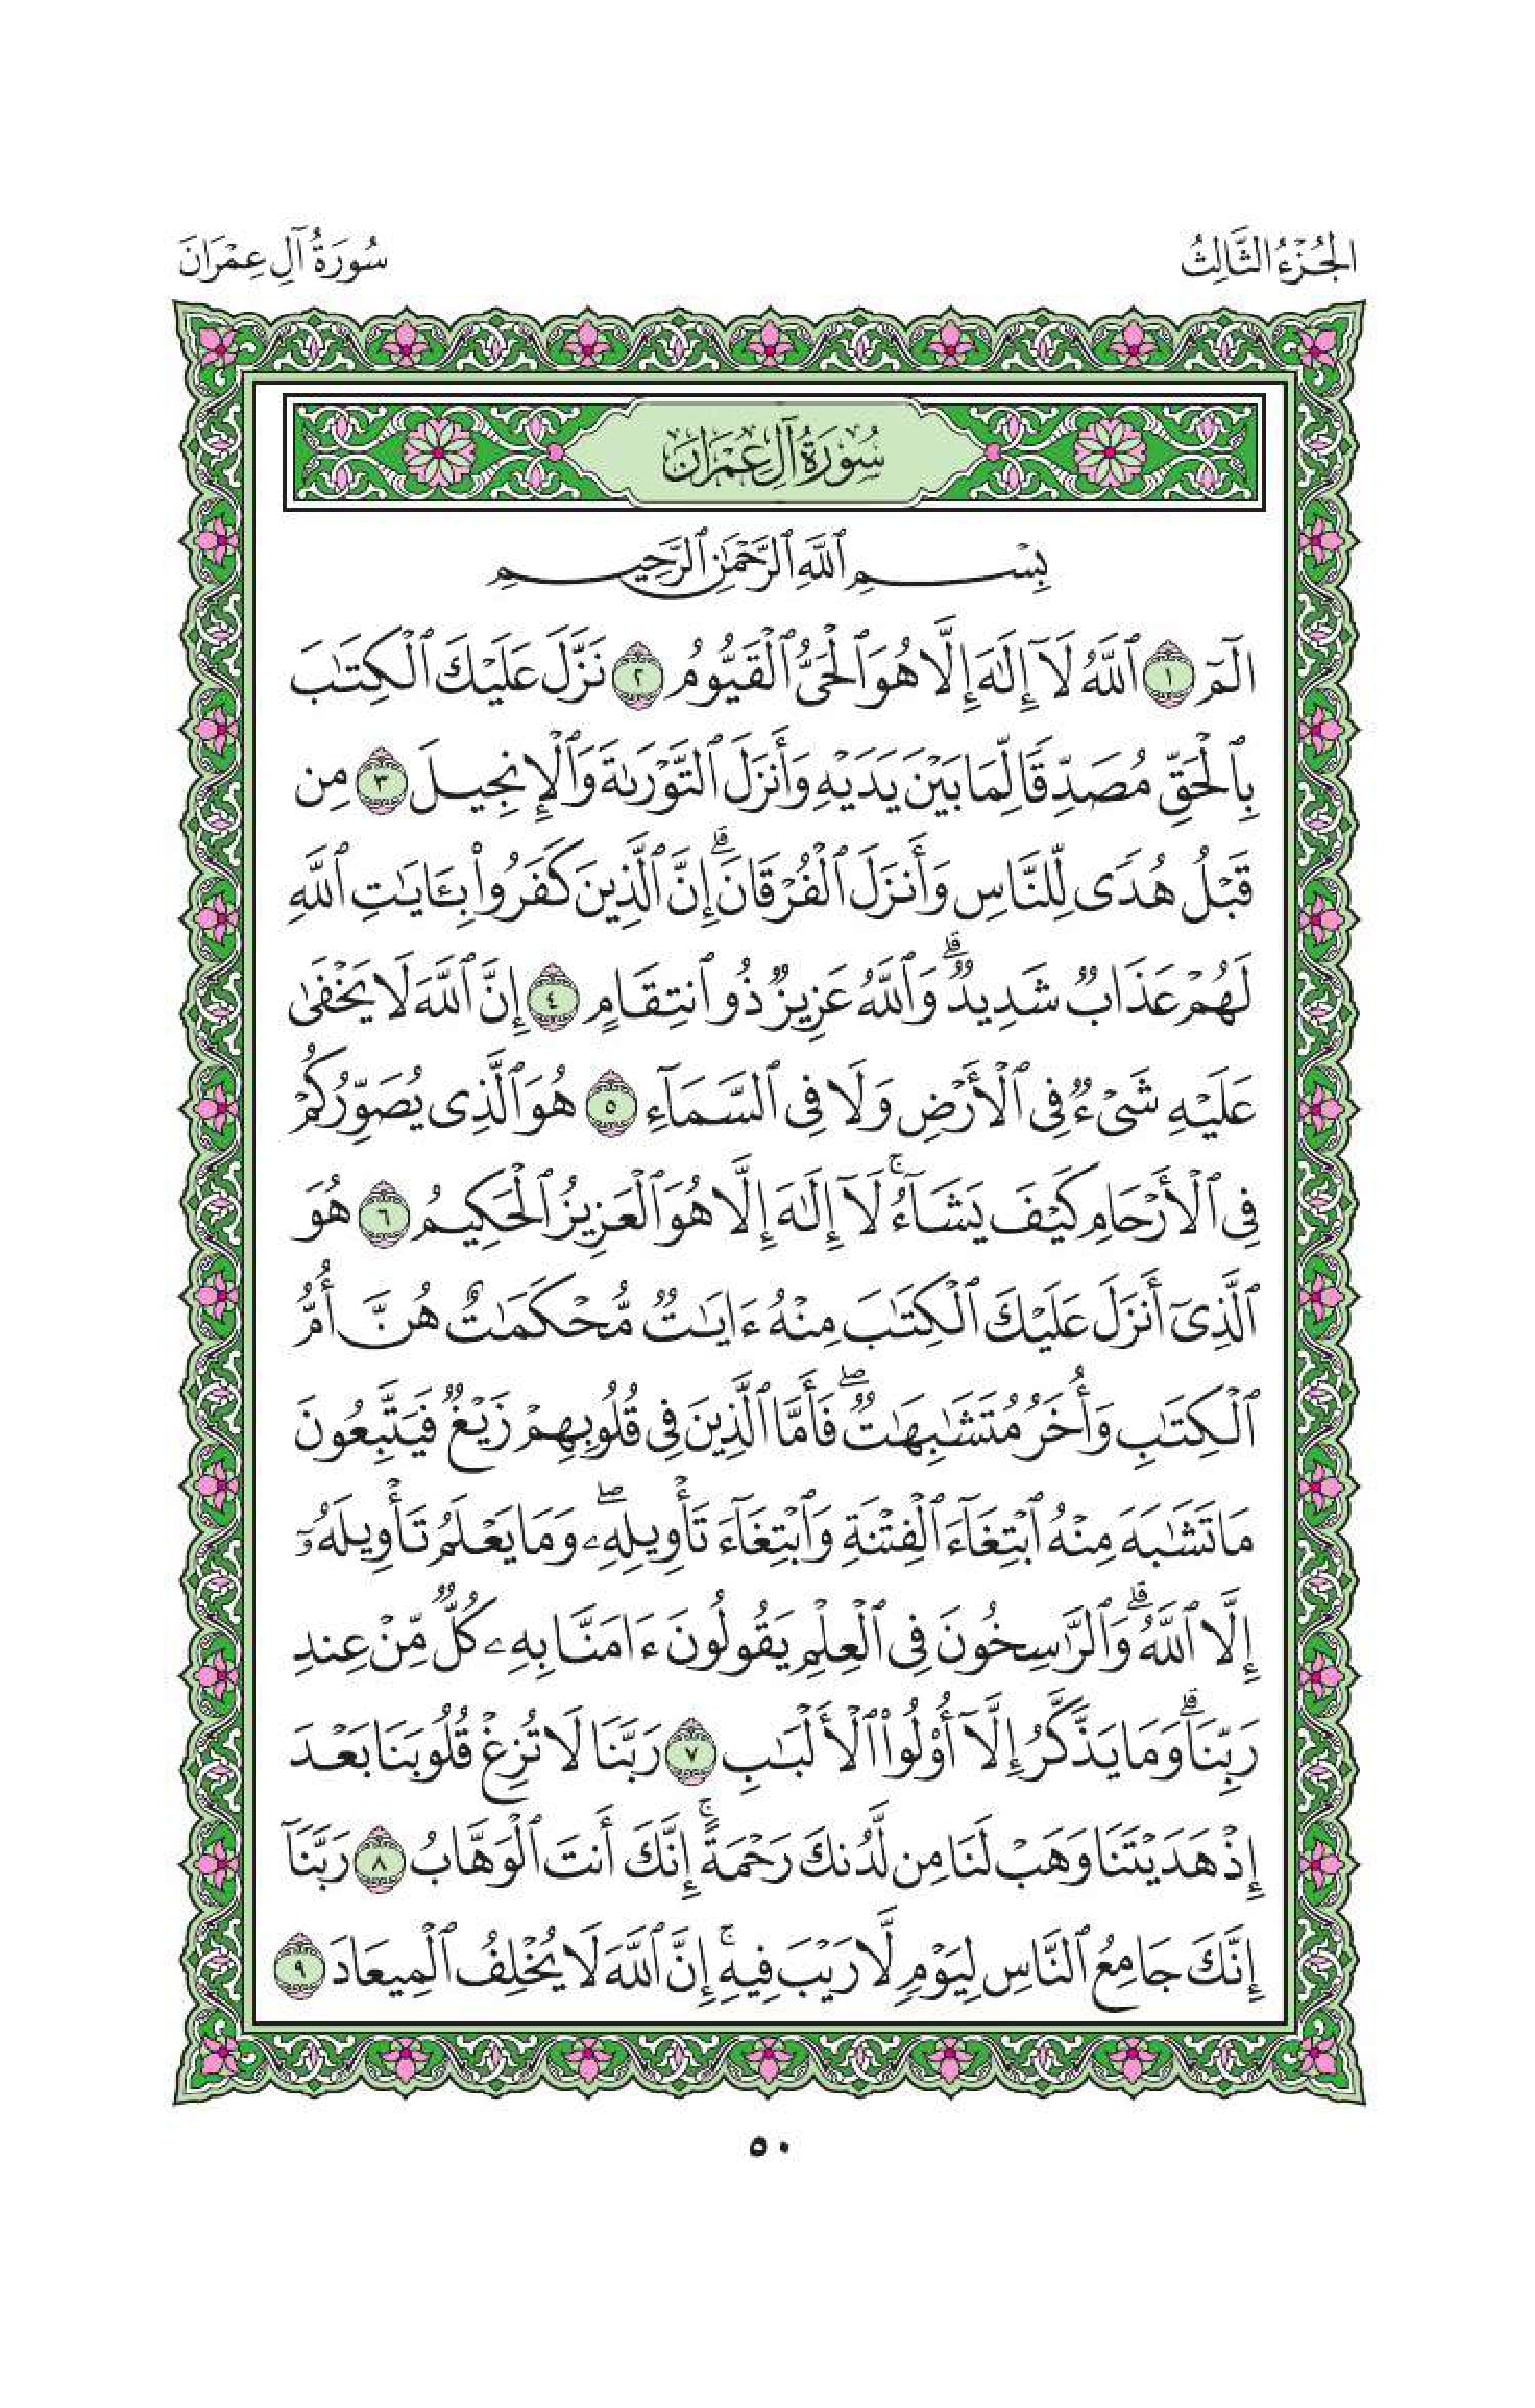 الجُزْءُ الثَّالِثُ
سُورَةُ آلِ عِمْرَانَ
سُورَةُ آلِ عِمْرَانَ
بِسْمِ ٱللَّهِ ٱلرَّحْمَٰنِ ٱلرَّحِيمِ
الٓمٓ ١ ٱللَّهُ لَآ إِلَٰهَ إِلَّا هُوَ ٱلْحَىُّ ٱلْقَيُّومُ ٢ نَزَّلَ عَلَيْكَ ٱلْكِتَٰبَ
بِٱلْحَقِّ مُصَدِّقًا لِّمَا بَيْنَ يَدَيْهِ وَأَنزَلَ ٱلتَّوْرَىٰةَ وَٱلْإِنجِيلَ ٣ مِن
قَبْلُ هُدًى لِّلنَّاسِ وَأَنزَلَ ٱلْفُرْقَانَ ۗ إِنَّ ٱلَّذِينَ كَفَرُوا۟ بِـَٔايَٰتِ ٱللَّهِ
لَهُمْ عَذَابٌ شَدِيدٌ ۗ وَٱللَّهُ عَزِيزٌ ذُو ٱنتِقَامٍ ٤ إِنَّ ٱللَّهَ لَا يَخْفَىٰ
عَلَيْهِ شَىْءٌ فِى ٱلْأَرْضِ وَلَا فِى ٱلسَّمَآءِ ٥ هُوَ ٱلَّذِى يُصَوِّرُكُمْ
فِى ٱلْأَرْحَامِ كَيْفَ يَشَآءُ ۚ لَآ إِلَٰهَ إِلَّا هُوَ ٱلْعَزِيزُ ٱلْحَكِيمُ ٦ هُوَ
ٱلَّذِىٓ أَنزَلَ عَلَيْكَ ٱلْكِتَٰبَ مِنْهُ ءَايَٰتٌ مُّحْكَمَٰتٌ هُنَّ أُمُّ
ٱلْكِتَٰبِ وَأُخَرُ مُتَشَٰبِهَٰتٌ ۖ فَأَمَّا ٱلَّذِينَ فِى قُلُوبِهِمْ زَيْغٌ فَيَتَّبِعُونَ
مَا تَشَٰبَهَ مِنْهُ ٱبْتِغَآءَ ٱلْفِتْنَةِ وَٱبْتِغَآءَ تَأْوِيلِهِۦ ۖ وَمَا يَعْلَمُ تَأْوِيلَهُۥٓ
إِلَّا ٱللَّهُ ۗ وَٱلرَّٰسِخُونَ فِى ٱلْعِلْمِ يَقُولُونَ ءَامَنَّا بِهِۦ كُلٌّ مِّنْ عِندِ
رَبِّنَا ۗ وَمَا يَذَّكَّرُ إِلَّآ أُو۟لُوا۟ ٱلْأَلْبَٰبِ ٧ رَبَّنَا لَا تُزِغْ قُلُوبَنَا بَعْدَ
إِذْ هَدَيْتَنَا وَهَبْ لَنَا مِن لَّدُنكَ رَحْمَةً ۚ إِنَّكَ أَنتَ ٱلْوَهَّابُ ٨ رَبَّنَآ
إِنَّكَ جَامِعُ ٱلنَّاسِ لِيَوْمٍ لَّا رَيْبَ فِيهِ ۚ إِنَّ ٱللَّهَ لَا يُخْلِفُ ٱلْمِيعَادَ ٩
٥٠